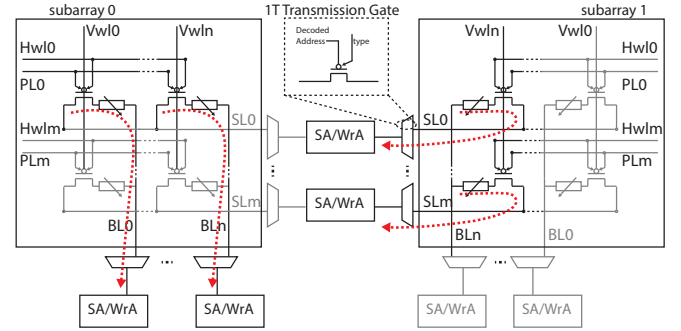 subarray 0
1T Transmission Gate
subarray 1
Vwl0
Vwln
Decoded
Address
type
Vwln
Vwl0
Hwl0
Hwl0
PL0
PL0
SL0
SA/WrA
SL0
Hwlm
Hwlm
PLm
PLm
SLm
SA/WrA
SLm
BL0
BLn
BLn
BL0
SA/WrA
SA/WrA
SA/WrA
SA/WrA